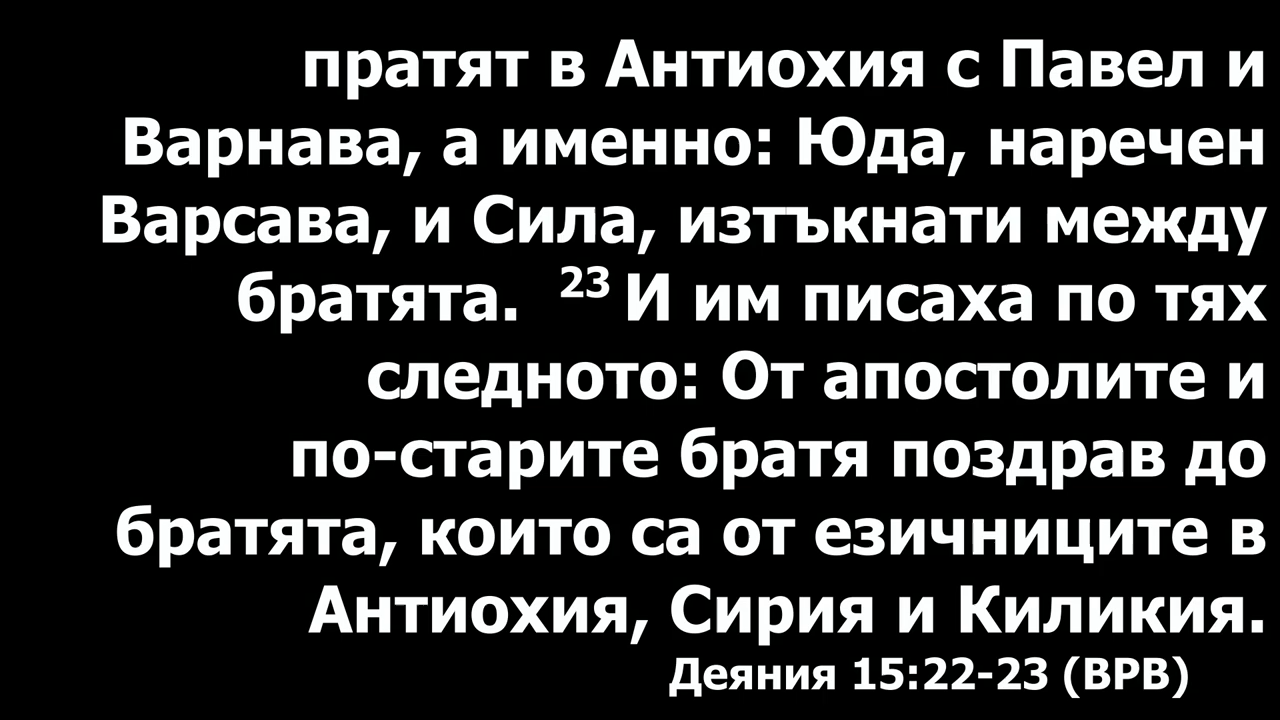 пратят в Антиохия с Павел и
Варнава, а именно: Юда, наречен
Варсава, и Сила, изтъкнати между
братята. 23 И им писаха по тях
следното: От апостолите и
по-старите братя поздрав до
братята, които са от езичниците в
Антиохия, Сирия и Киликия.
Деяния 15:22-23 (ВРВ)